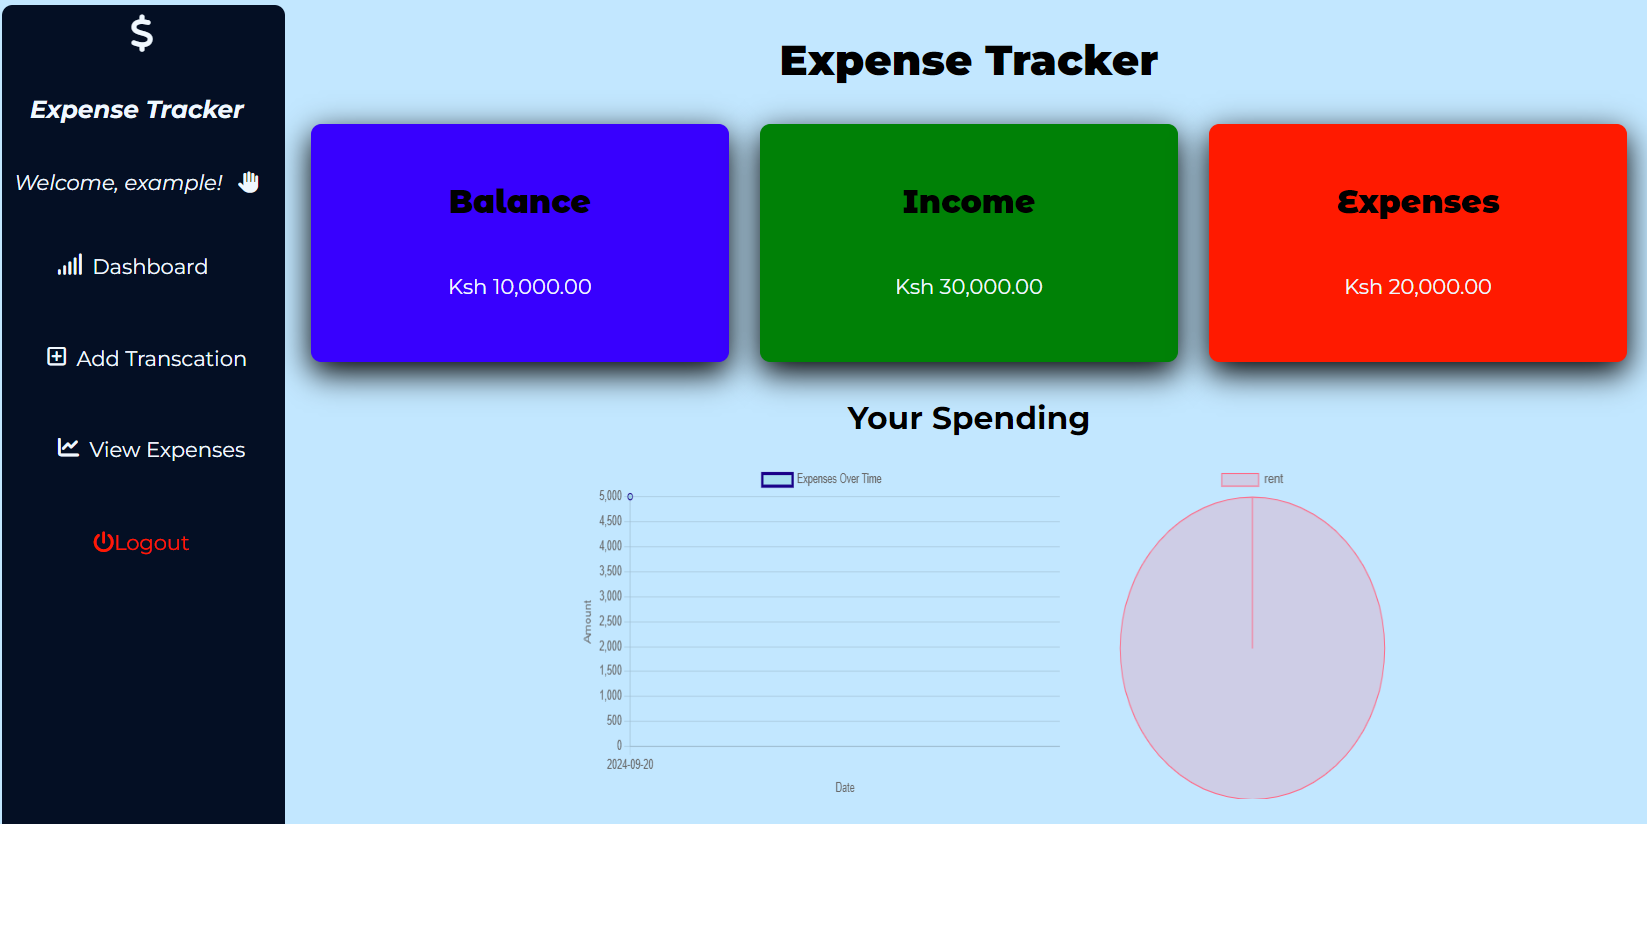 $
Expense Tracker
Welcome, example!
Dashboard
Add Transcation
View Expenses
Logout
Expense Tracker
Balance
Ksh 10,000.00
Income
Ksh 30,000.00
Expenses
Ksh 20,000.00
Your Spending
Expenses Over Time
5,000
4,500
4,000
3,500
3,000
2,500
2,000
1,500
1,000
500
0
Amount
2024-09-20
Date
rent